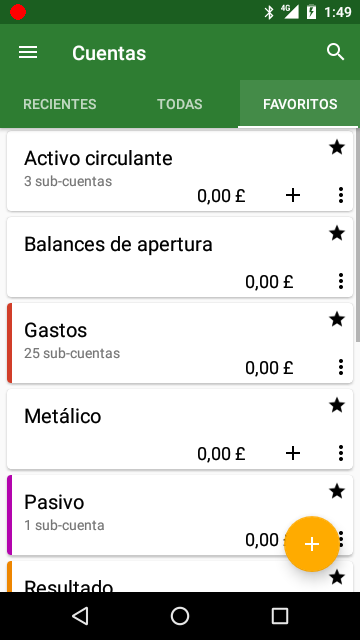 4G 1:49
Cuentas
RECIENTES TODAS FAVORITOS
Activo circulante
3 sub-cuentas
0,00 £
Balances de apertura
0,00 £
Gastos
25 sub-cuentas
0,00 £
Metálico
0,00 £
Pasivo
1 sub-cuenta
0,00
Resultado